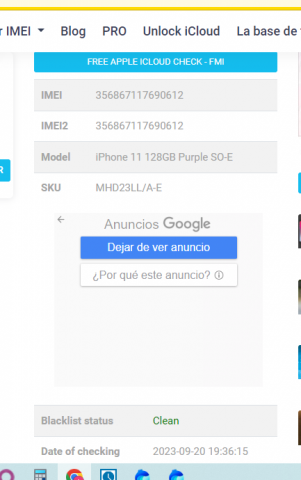 r IMEI Blog PRO Unlock iCloud La base de
FREE APPLE ICLOUD CHECK - FMI
IMEI 356867117690612
IMEI2 356867117690612
Model iPhone 11 128GB Purple SO-E
R
SKU MHD23LL/A-E
Anuncios Google
Dejar de ver anuncio
¿Por qué este anuncio?
Blacklist status Clean
Date of checking 2023-09-20 19:36:15